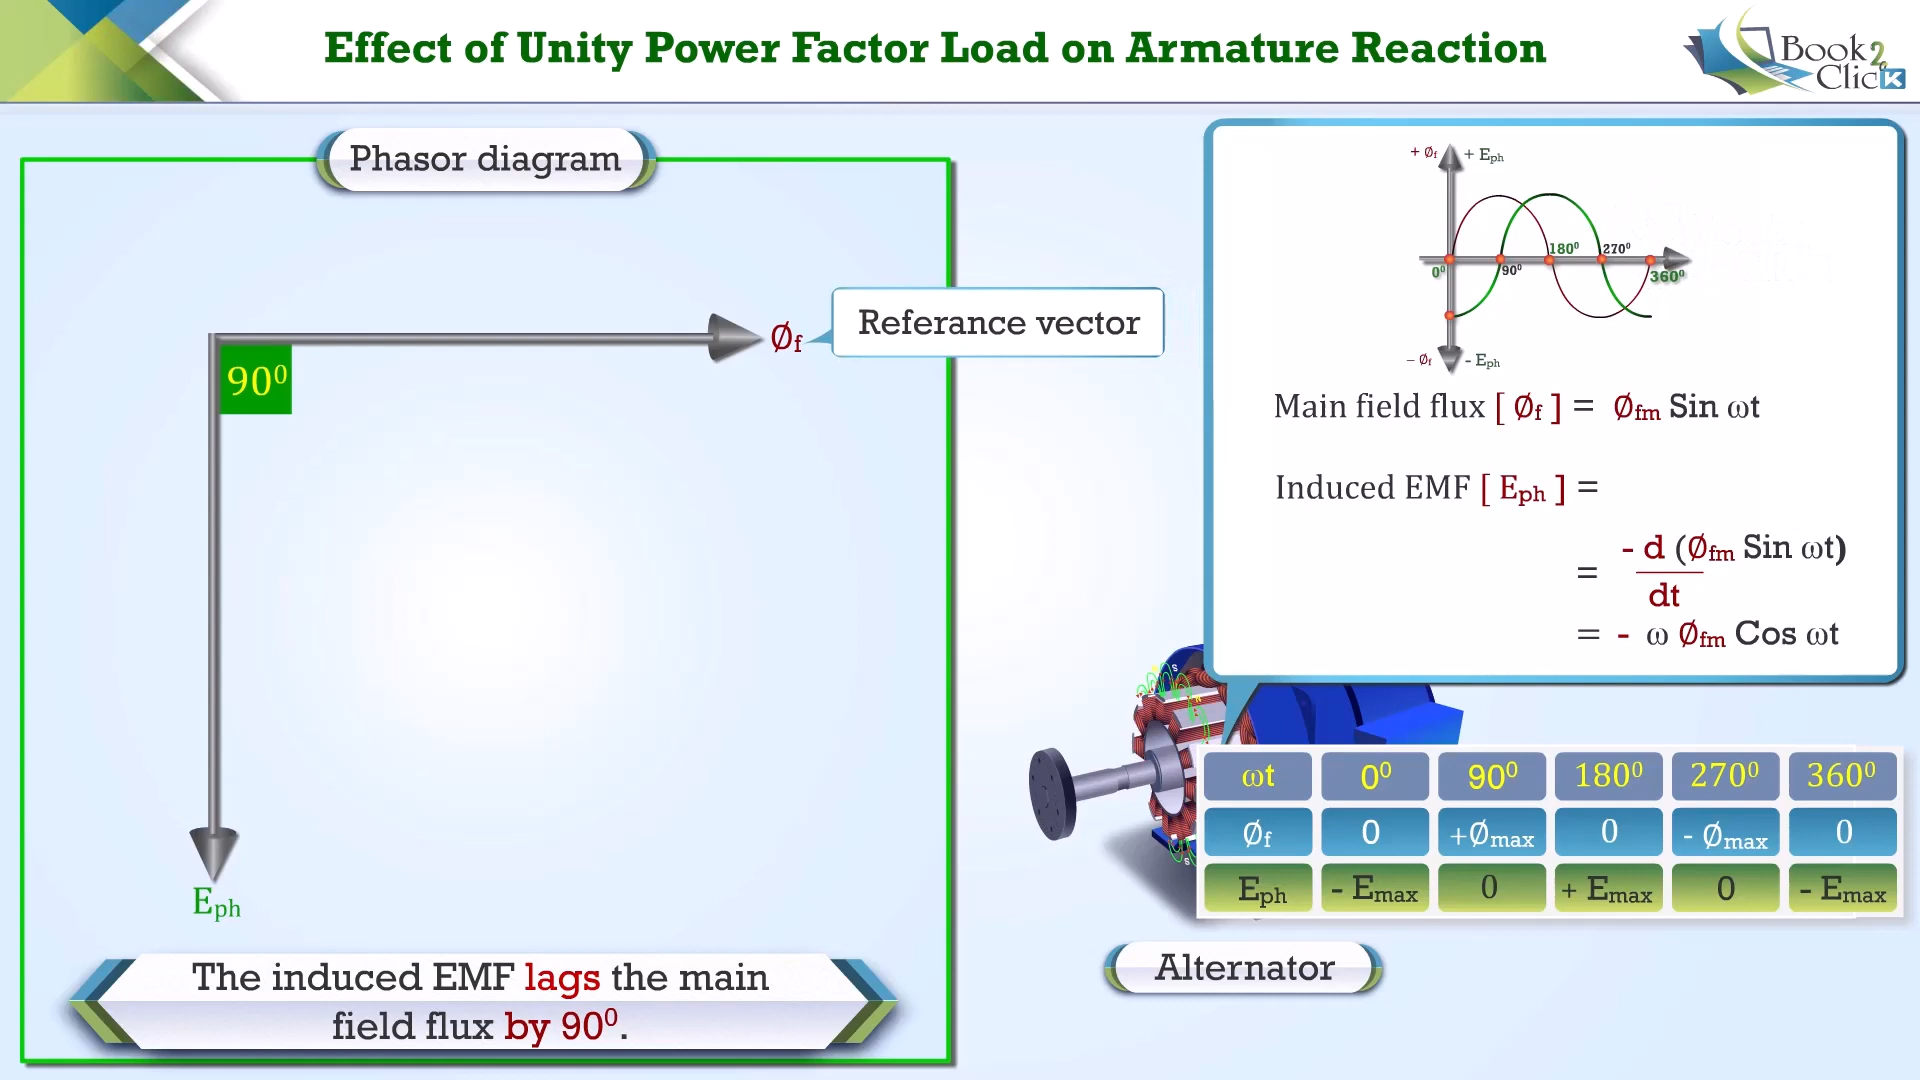 Effect of Unity Power Factor Load on Armature Reaction
Book 2 Click
Phasor diagram
Øf
Referance vector
90⁰
Eph
The induced EMF lags the main
field flux by 90⁰.
+ Øf
+ Eph
0⁰
90⁰
180⁰
270⁰
360⁰
– Øf
- Eph
Main field flux [ Øf ] = Øfm Sin ωt
Induced EMF [ Eph ] =
= - d (Øfm Sin ωt)
dt
= - ω Øfm Cos ωt
ωt 0⁰ 90⁰ 180⁰ 270⁰ 360⁰
Øf 0 +Ømax 0 - Ømax 0
Eph - Emax 0 + Emax 0 - Emax
Alternator
S
S